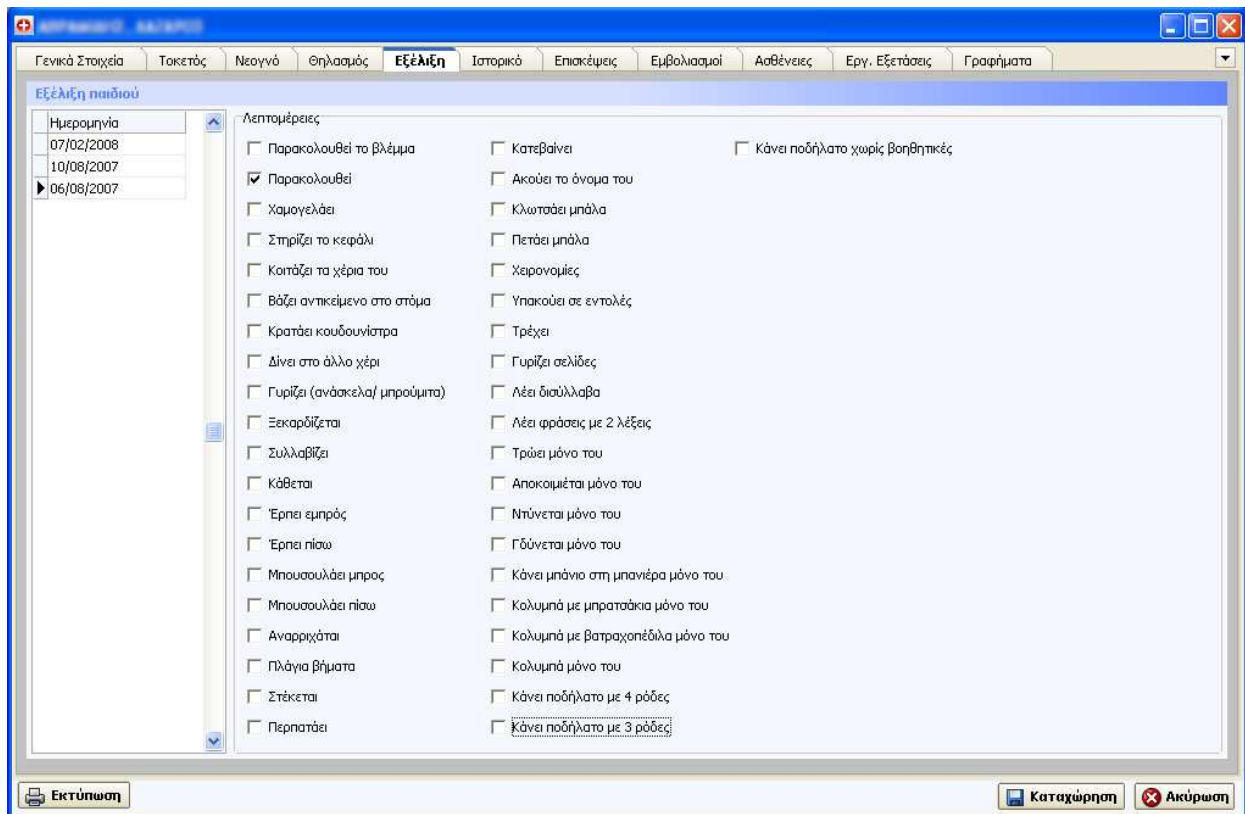 Γενικά Στοιχεία Τοκετός Νεογνό Θηλασμός Εξέλιξη Ιστορικό Επισκέψεις Εμβολιασμοί Ασθένειες Εργ. Εξετάσεις Γραφήματα
Εξέλιξη παιδιού
Ημερομηνία
07/02/2008
10/08/2007
06/08/2007
Λεπτομέρειες
Παρακολουθεί το βλέμμα
Παρακολουθεί
Χαμογελάει
Στηρίζει το κεφάλι
Κοιτάζει τα χέρια του
Βάζει αντικείμενο στο στόμα
Κρατάει κουδουνίστρα
Δίνει στο άλλο χέρι
Γυρίζει (ανάσκελα/ μπρούμιτα)
Ξεκαρδίζεται
Συλλαβίζει
Κάθεται
Έρπει εμπρός
Έρπει πίσω
Μπουσουλάει μπρος
Μπουσουλάει πίσω
Αναρριχάται
Πλάγια βήματα
Στέκεται
Περπατάει
Κατεβαίνει
Ακούει το όνομα του
Κλωτσάει μπάλα
Πετάει μπάλα
Χειρονομίες
Υπακούει σε εντολές
Τρέχει
Γυρίζει σελίδες
Λέει δισύλλαβα
Λέει φράσεις με 2 λέξεις
Τρώει μόνο του
Αποκοιμιέται μόνο του
Ντύνεται μόνο του
Γδύνεται μόνο του
Κάνει μπάνιο στη μπανιέρα μόνο του
Κολυμπά με μπρατσάκια μόνο του
Κολυμπά με βατραχοπέδιλα μόνο του
Κολυμπά μόνο του
Κάνει ποδήλατο με 4 ρόδες
Κάνει ποδήλατο με 3 ρόδες
Κάνει ποδήλατο χωρίς βοηθητικές
Εκτύπωση
Καταχώρηση
Ακύρωση